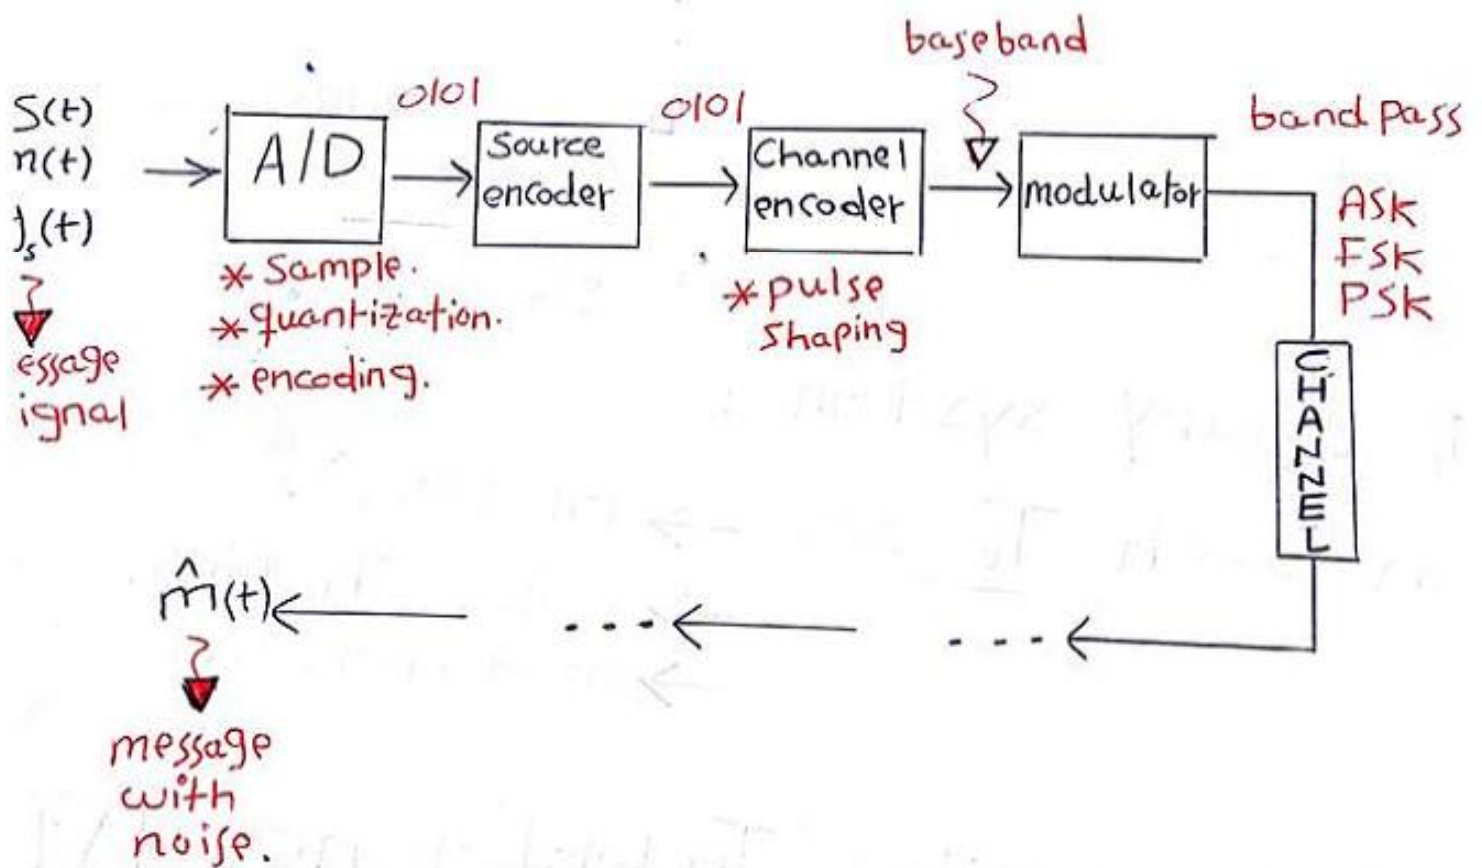 baseband
S(t)
n(t)
js(t)
essage
ignal
A/D
* Sample.
* quantization.
* encoding.
0101
Source
encoder
0101
Channel
encoder
* pulse
shaping
modulator
band pass
ASK
FSK
PSK
CHANNEL
m̂(t)
...
...
message
with
noise.